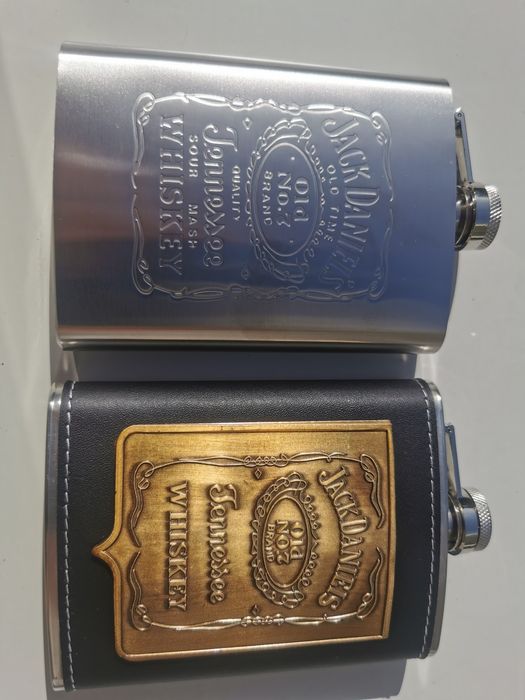 JACK DANIEL'S
OLD TIME
Old
No.7
BRAND
QUALITY
Tennessee
SOUR MASH
WHISKEY
JACK DANIEL'S
Old
NO.7
BRAND
Tennessee
WHISKEY